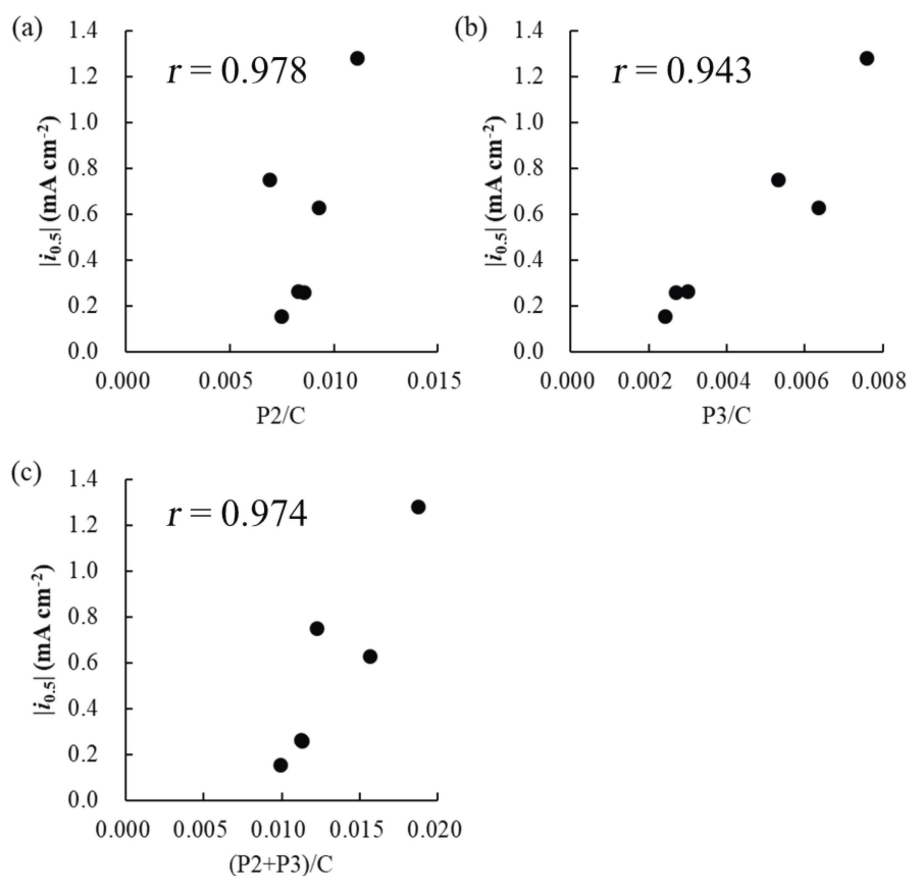 (a)
1.4
1.2
1.0
0.8
0.6
0.4
0.2
0.0
|i0.5| (mA cm-2)
r = 0.978
0.000 0.005 0.010 0.015
P2/C
(b)
1.4
1.2
1.0
0.8
0.6
0.4
0.2
0.0
|i0.5| (mA cm-2)
r = 0.943
0.000 0.002 0.004 0.006 0.008
P3/C
(c)
1.4
1.2
1.0
0.8
0.6
0.4
0.2
0.0
|i0.5| (mA cm-2)
r = 0.974
0.000 0.005 0.010 0.015 0.020
(P2+P3)/C